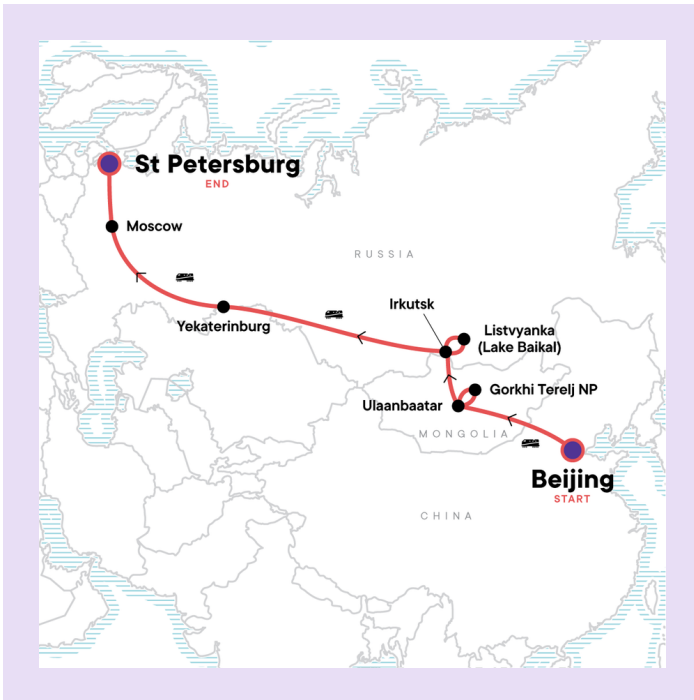 St Petersburg
END
Moscow
RUSSIA
Irkutsk
Yekaterinburg
Listvyanka
(Lake Baikal)
Gorkhi Terelj NP
Ulaanbaatar
MONGOLIA
Beijing
START
CHINA